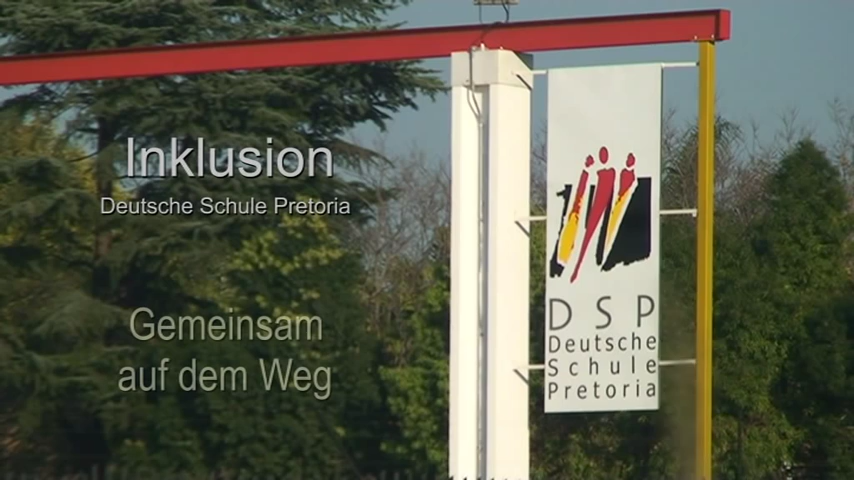 Inklusion
Deutsche Schule Pretoria
Gemeinsam
auf dem Weg
DSP
Deutsche
Schule
Pretoria